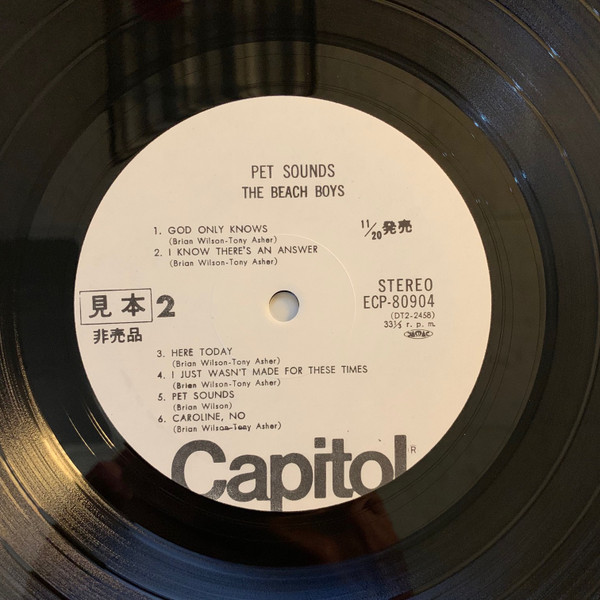 PET SOUNDS
THE BEACH BOYS
1. GOD ONLY KNOWS
(Brian Wilson-Tony Asher)
2. I KNOW THERE'S AN ANSWER
(Brian Wilson-Tony Asher)
11/20発売
STEREO
ECP-80904
(DT2-2458)
33⅓ r. p. m.
見本 2
非売品
3. HERE TODAY
(Brian Wilson-Tony Asher)
4. I JUST WASN'T MADE FOR THESE TIMES
(Brian Wilson-Tony Asher)
5. PET SOUNDS
(Brian Wilson)
6. CAROLINE, NO
(Brian Wilson-Tony Asher)
Capitol
R